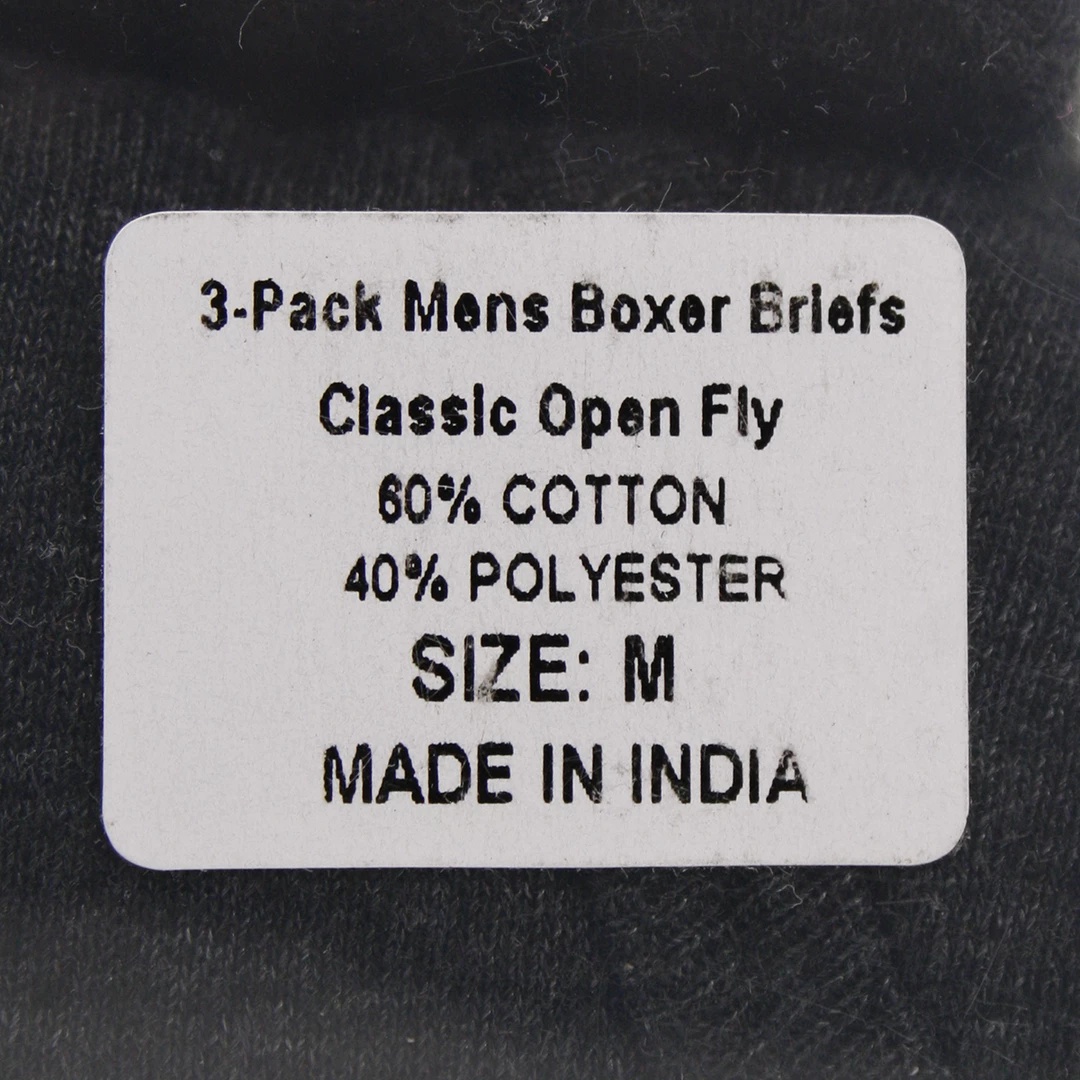 3-Pack Mens Boxer Briefs
Classic Open Fly
60% COTTON
40% POLYESTER
SIZE: M
MADE IN INDIA